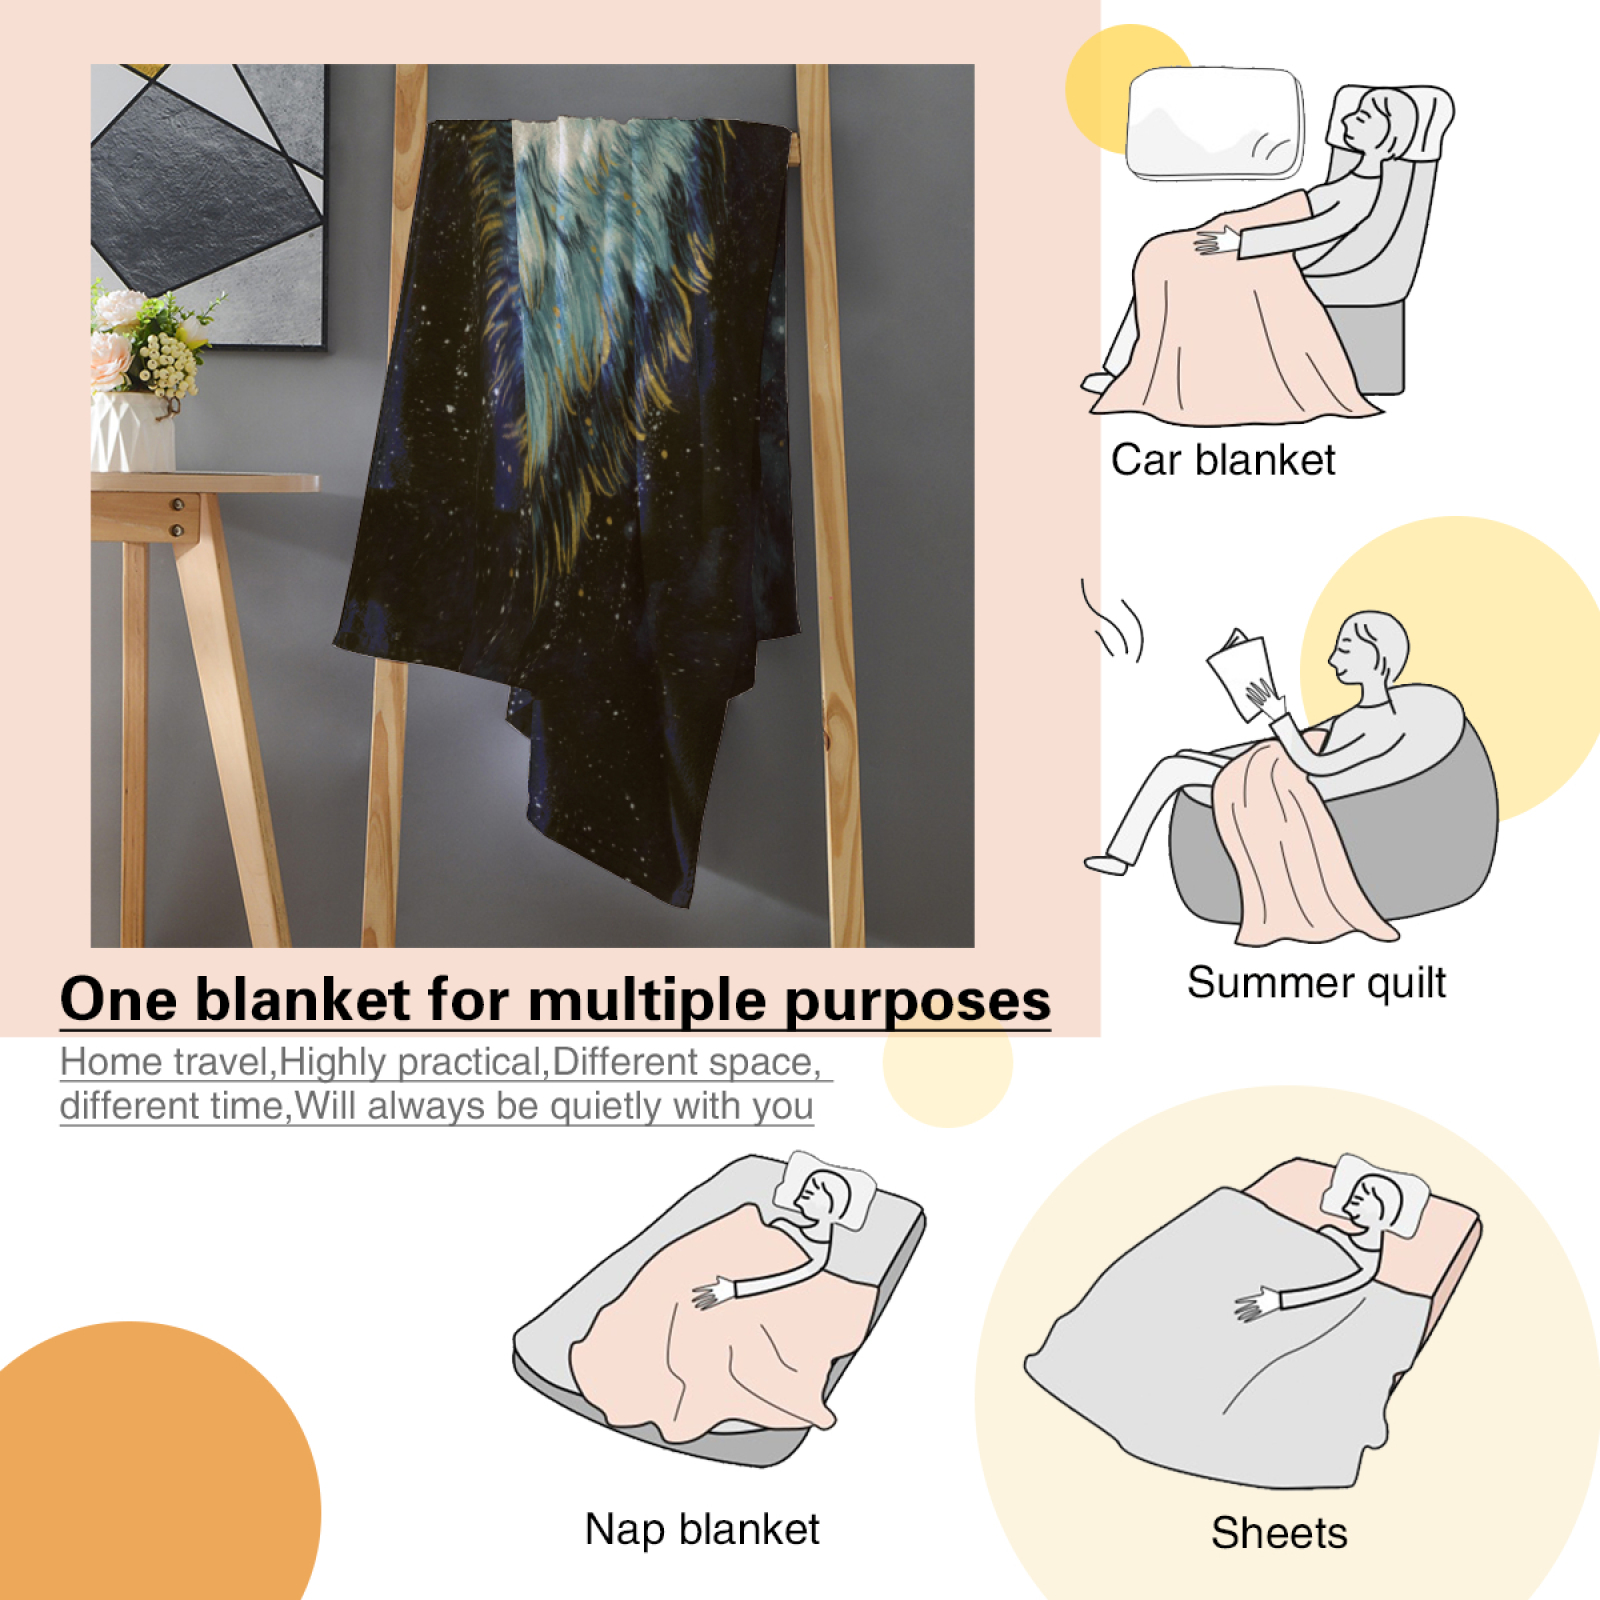 Car blanket
Summer quilt
One blanket for multiple purposes
Home travel,Highly practical,Different space,
different time,Will always be quietly with you
Nap blanket
Sheets